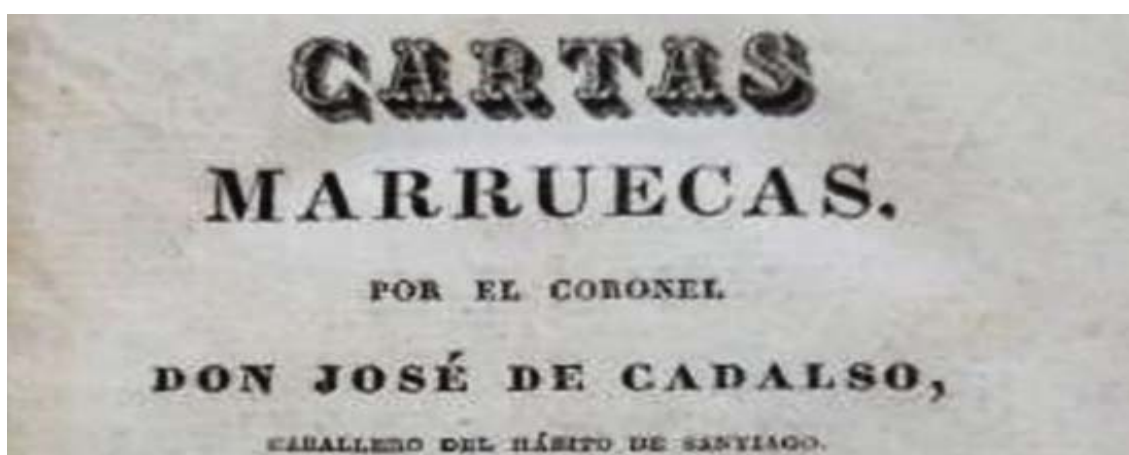 CARTAS
MARRUECAS.
POR EL CORONEL
DON JOSÉ DE CADALSO,
CABALLERO DEL HÁBITO DE SANTIAGO.